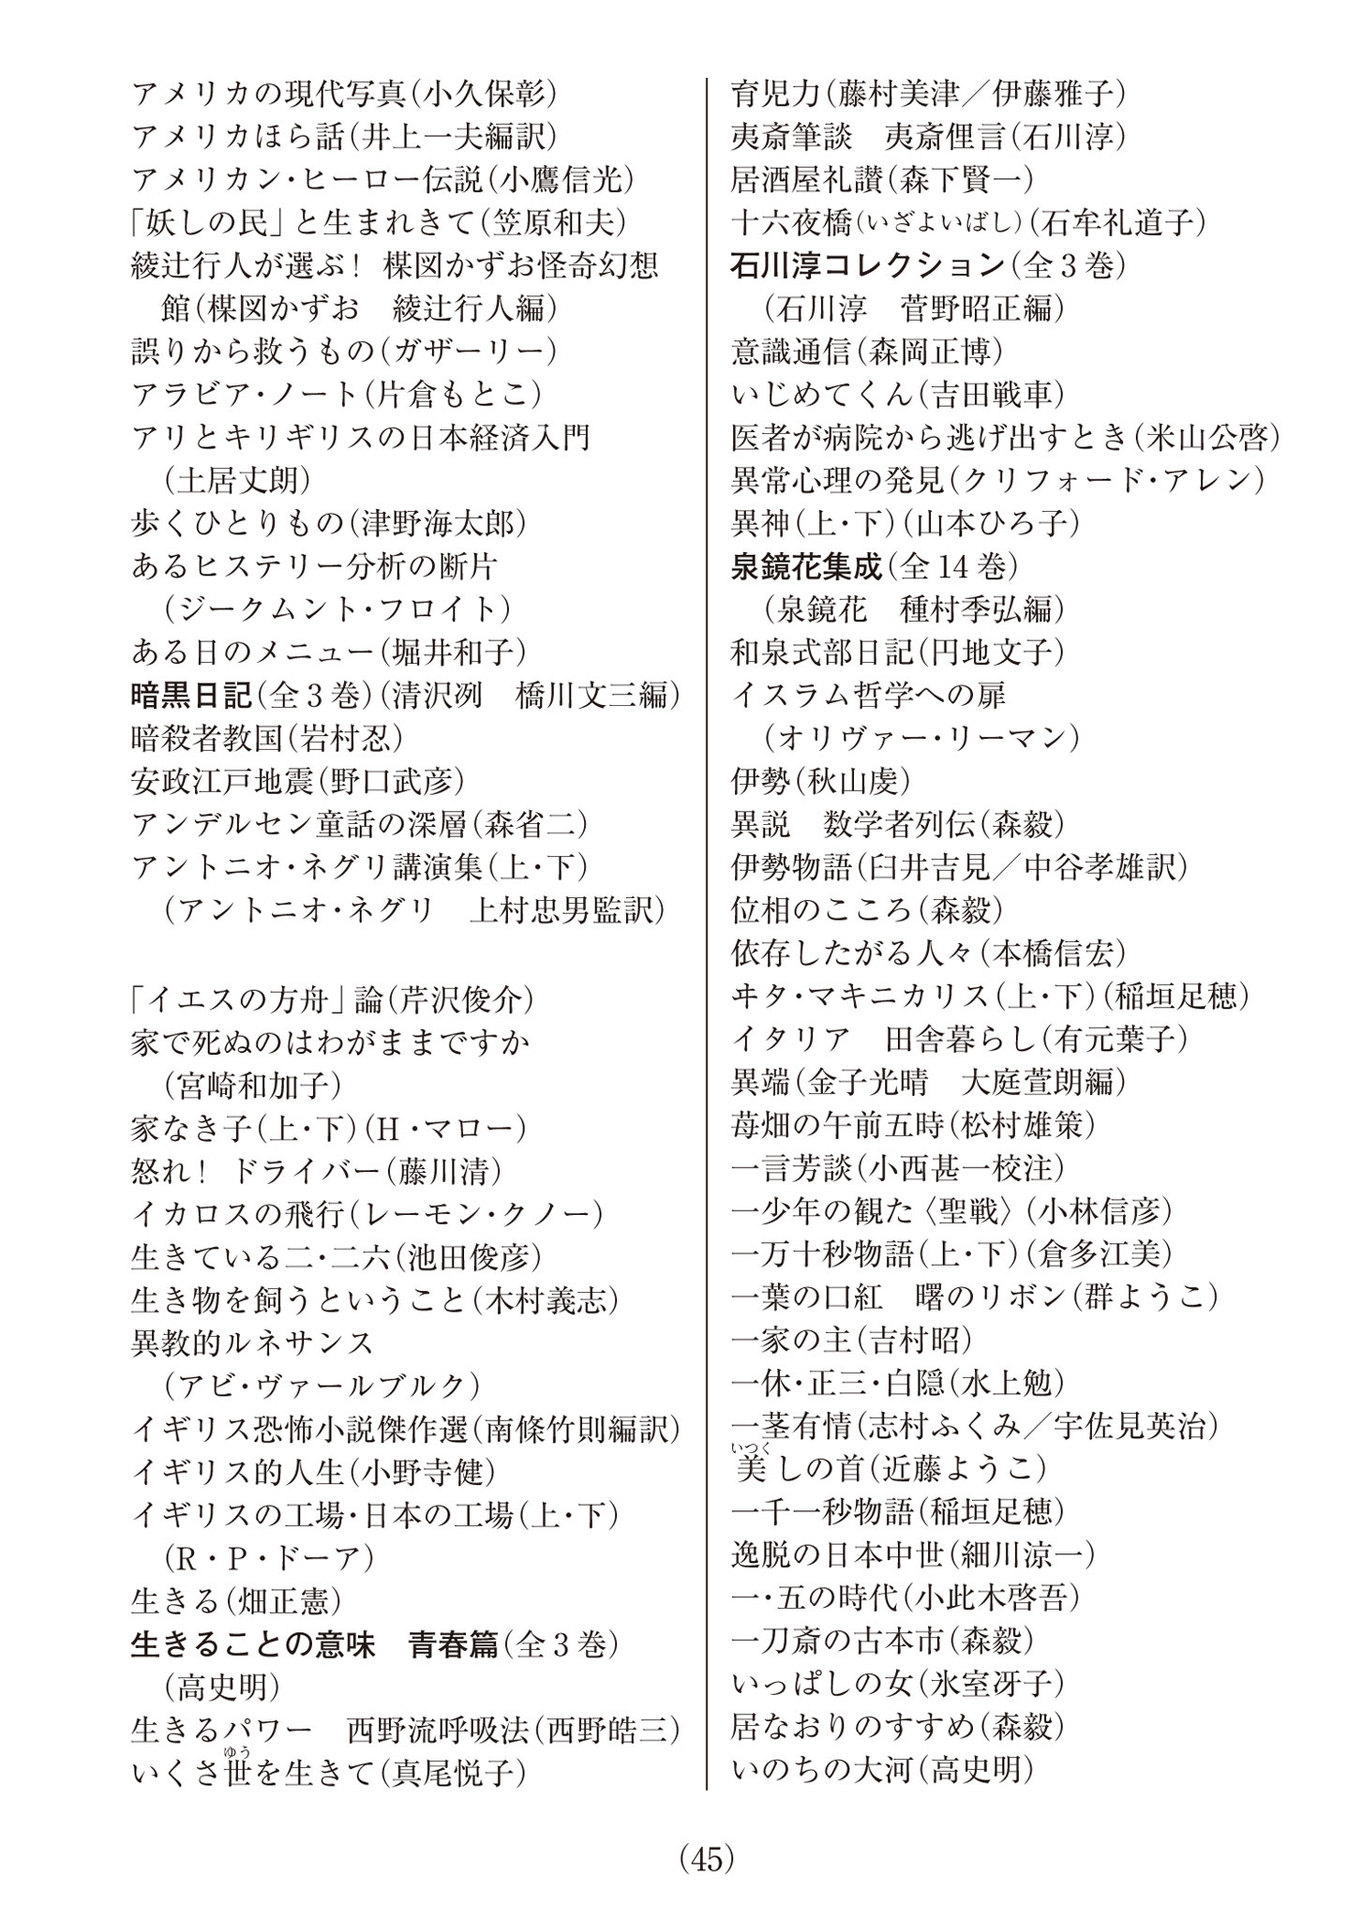 アメリカの現代写真(小久保彰)
アメリカほら話(井上一夫編訳)
アメリカン・ヒーロー伝説(小鷹信光)
「妖しの民」と生まれきて(笠原和夫)
綾辻行人が選ぶ! 楳図かずお怪奇幻想
館(楳図かずお　綾辻行人編)
誤りから救うもの(ガザーリー)
アラビア・ノート(片倉もとこ)
アリとキリギリスの日本経済入門
(土居丈朗)
歩くひとりもの(津野海太郎)
あるヒステリー分析の断片
(ジークムント・フロイト)
ある日のメニュー(堀井和子)
暗黒日記(全3巻)(清沢洌　橋川文三編)
暗殺者教国(岩村忍)
安政江戸地震(野口武彦)
アンデルセン童話の深層(森省二)
アントニオ・ネグリ講演集(上・下)
(アントニオ・ネグリ　上村忠男監訳)
「イエスの方舟」論(芹沢俊介)
家で死ぬのはわがままですか
(宮崎和加子)
家なき子(上・下)(H・マロー)
怒れ! ドライバー(藤川清)
イカロスの飛行(レーモン・クノー)
生きている二・二六(池田俊彦)
生き物を飼うということ(木村義志)
異教的ルネサンス
(アビ・ヴァールブルク)
イギリス恐怖小説傑作選(南條竹則編訳)
イギリス的人生(小野寺健)
イギリスの工場・日本の工場(上・下)
(R・P・ドーア)
生きる(畑正憲)
生きることの意味　青春篇(全3巻)
(高史明)
生きるパワー　西野流呼吸法(西野皓三)
ゆう
いくさ世を生きて(真尾悦子)
育児力(藤村美津／伊藤雅子)
夷斎筆談　夷斎俚言(石川淳)
居酒屋礼讃(森下賢一)
十六夜橋(いざよいばし)(石牟礼道子)
石川淳コレクション(全3巻)
(石川淳　菅野昭正編)
意識通信(森岡正博)
いじめてくん(吉田戦車)
医者が病院から逃げ出すとき(米山公啓)
異常心理の発見(クリフォード・アレン)
異神(上・下)(山本ひろ子)
泉鏡花集成(全14巻)
(泉鏡花　種村季弘編)
和泉式部日記(円地文子)
イスラム哲学への扉
(オリヴァー・リーマン)
伊勢(秋山虔)
異説　数学者列伝(森毅)
伊勢物語(臼井吉見／中谷孝雄訳)
位相のこころ(森毅)
依存したがる人々(本橋信宏)
ヰタ・マキニカリス(上・下)(稲垣足穂)
イタリア　田舎暮らし(有元葉子)
異端(金子光晴　大庭萱朗編)
苺畑の午前五時(松村雄策)
一言芳談(小西甚一校注)
一少年の観た〈聖戦〉(小林信彦)
一万十秒物語(上・下)(倉多江美)
一葉の口紅　曙のリボン(群ようこ)
一家の主(吉村昭)
一休・正三・白隠(水上勉)
一茎有情(志村ふくみ／宇佐見英治)
いつく
美しの首(近藤ようこ)
一千一秒物語(稲垣足穂)
逸脱の日本中世(細川涼一)
一・五の時代(小此木啓吾)
一刀斎の古本市(森毅)
いっぱしの女(氷室冴子)
居なおりのすすめ(森毅)
いのちの大河(高史明)
(45)